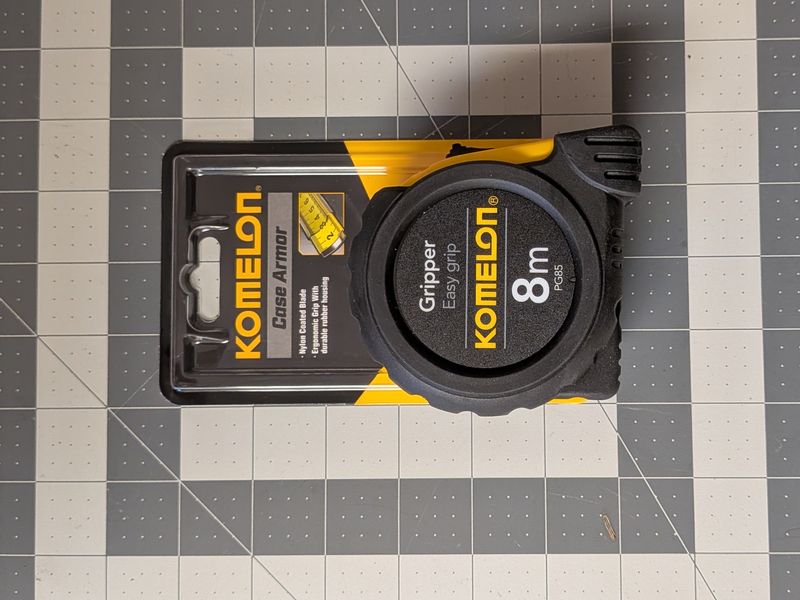 KOMELON®
Case Armor
· Nylon Coated Blade
· Ergonomic Grip With
durable rubber housing
Gripper
Easy grip
KOMELON®
8m
PG85